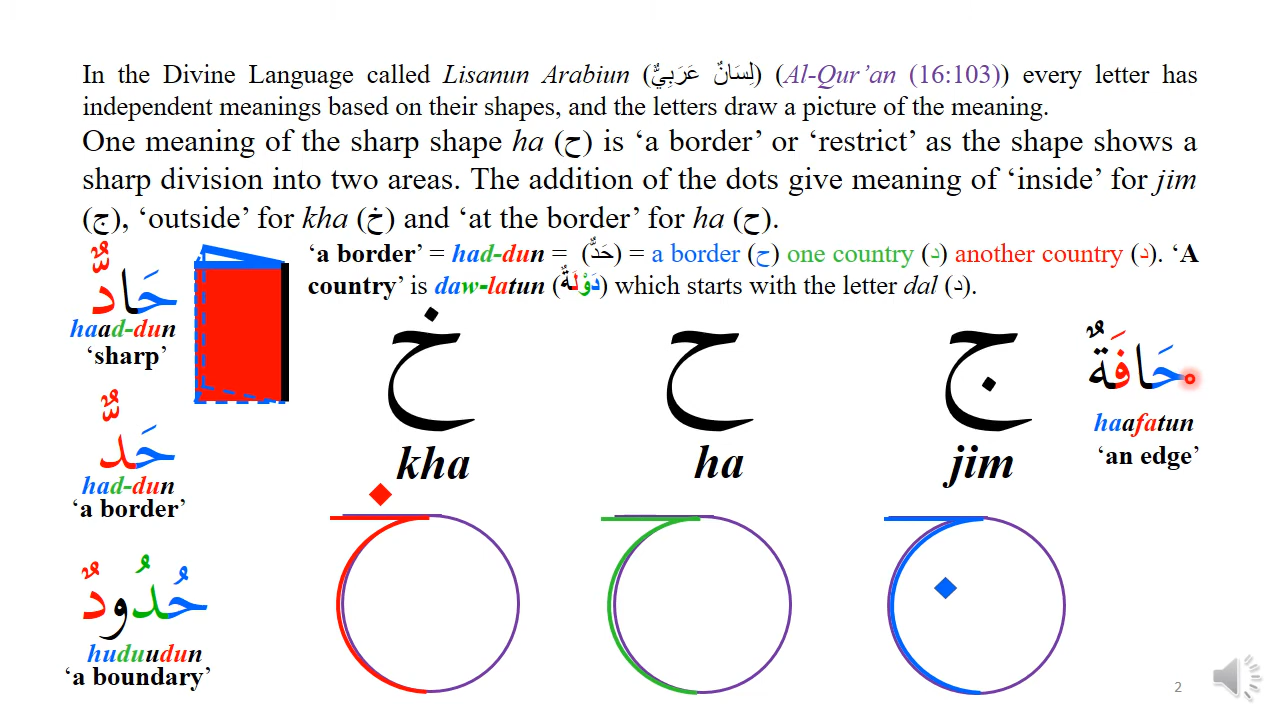 In the Divine Language called Lisanun Arabiun (لِسَانٌ عَرَبِيٌّ) (Al-Qur’an (16:103)) every letter has
independent meanings based on their shapes, and the letters draw a picture of the meaning.
One meaning of the sharp shape ha (ح) is ‘a border’ or ‘restrict’ as the shape shows a
sharp division into two areas. The addition of the dots give meaning of ‘inside’ for jim
(ج), ‘outside’ for kha (خ) and ‘at the border’ for ha (ح).
‘a border’ = had-dun = (حَدٌّ) = a border (ح) one country (د) another country (د). ‘A
country’ is daw-latun (دَوْلَةٌ) which starts with the letter dal (د).
حَادٌّ
haad-dun
‘sharp’
حَدٌّ
had-dun
‘a border’
حُدُودٌ
huduudun
‘a boundary’
خ
kha
ح
ha
ج
jim
حَافَةٌ
haafatun
‘an edge’
2